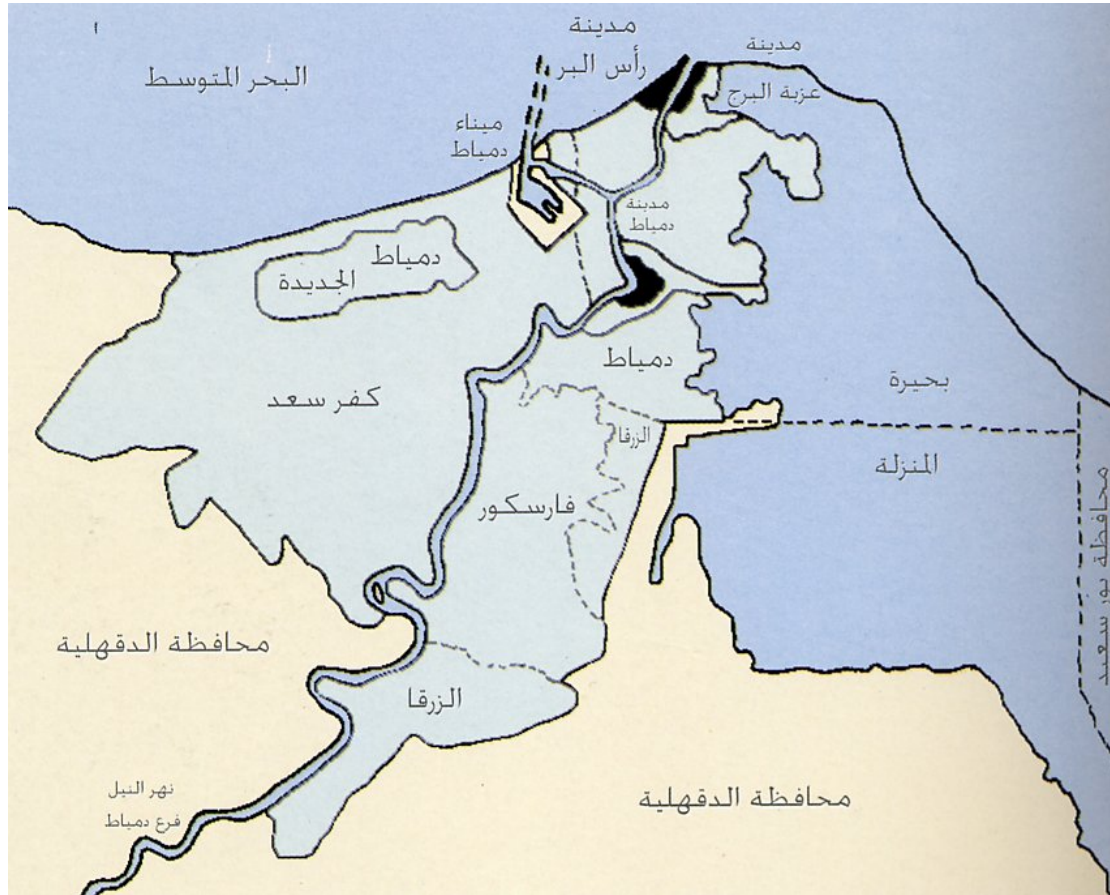 مدينة
رأس البر
مدينة
عزبة البرج
البحر المتوسط
ميناء
دمياط
مدينة
دمياط
دمياط
الجديدة
دمياط
بحيرة
المنزلة
كفر سعد
الزرقا
فارسكور
محافظة بور سعيد
محافظة الدقهلية
الزرقا
نهر النيل
فرع دمياط
محافظة الدقهلية